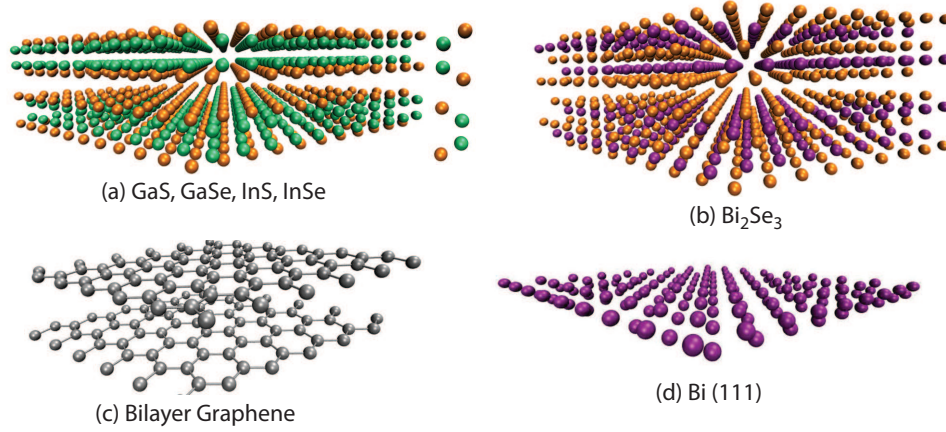 (a) GaS, GaSe, InS, InSe
(b) Bi₂Se₃
(c) Bilayer Graphene
(d) Bi (111)